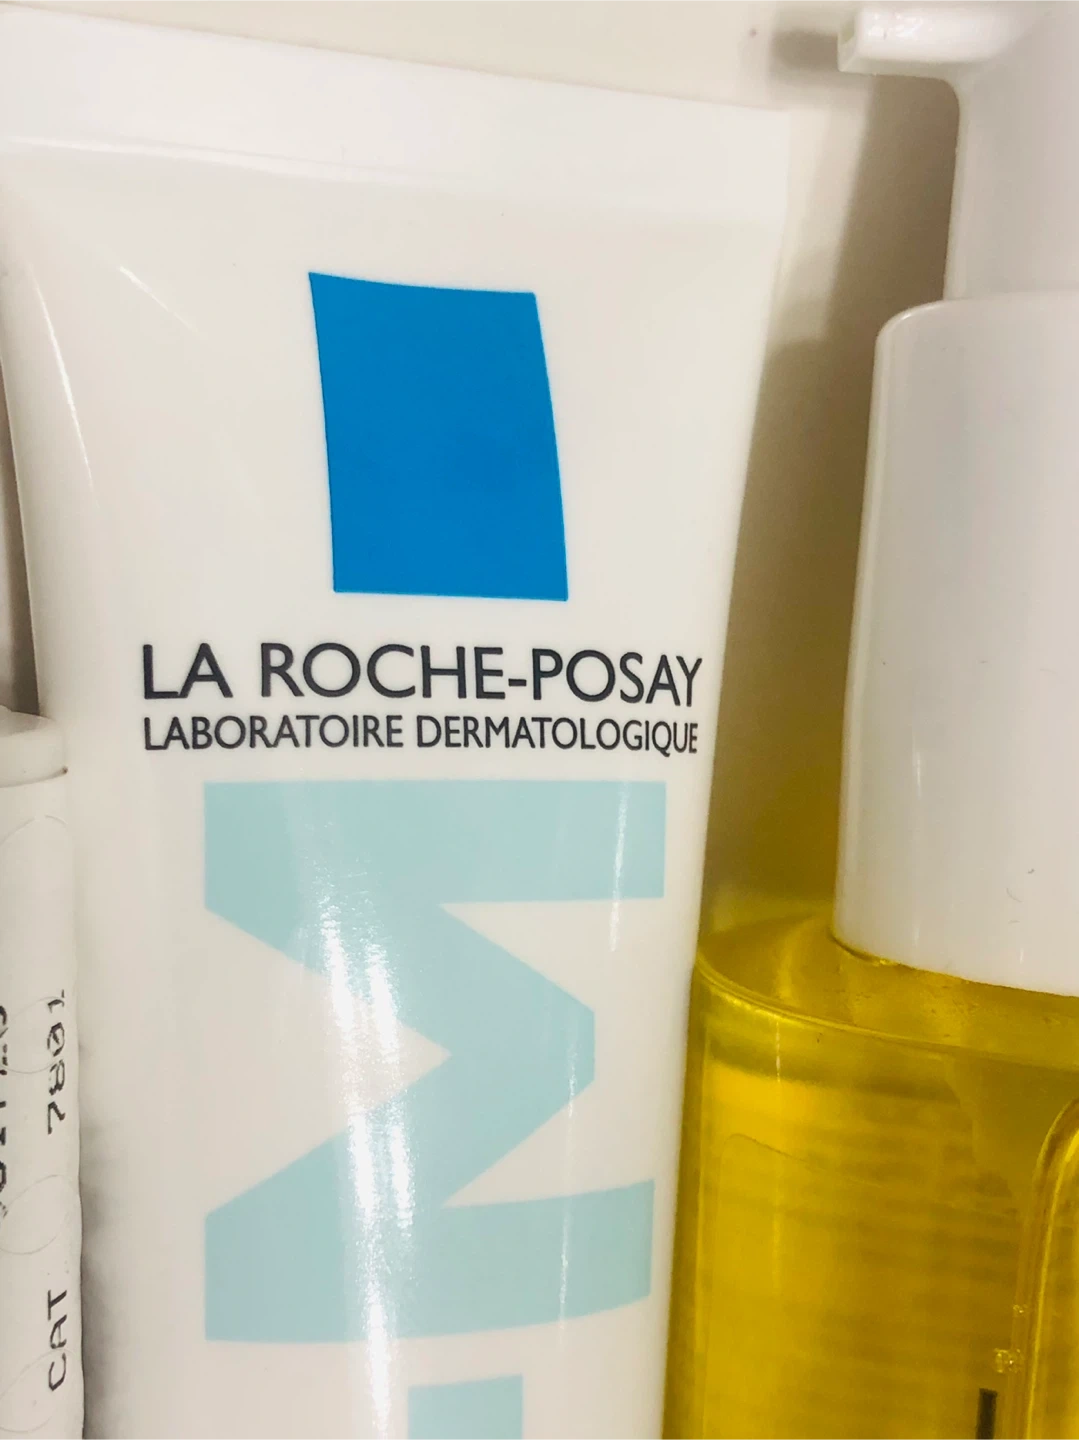 LA ROCHE-POSAY
LABORATOIRE DERMATOLOGIQUE
M
CAT 7801